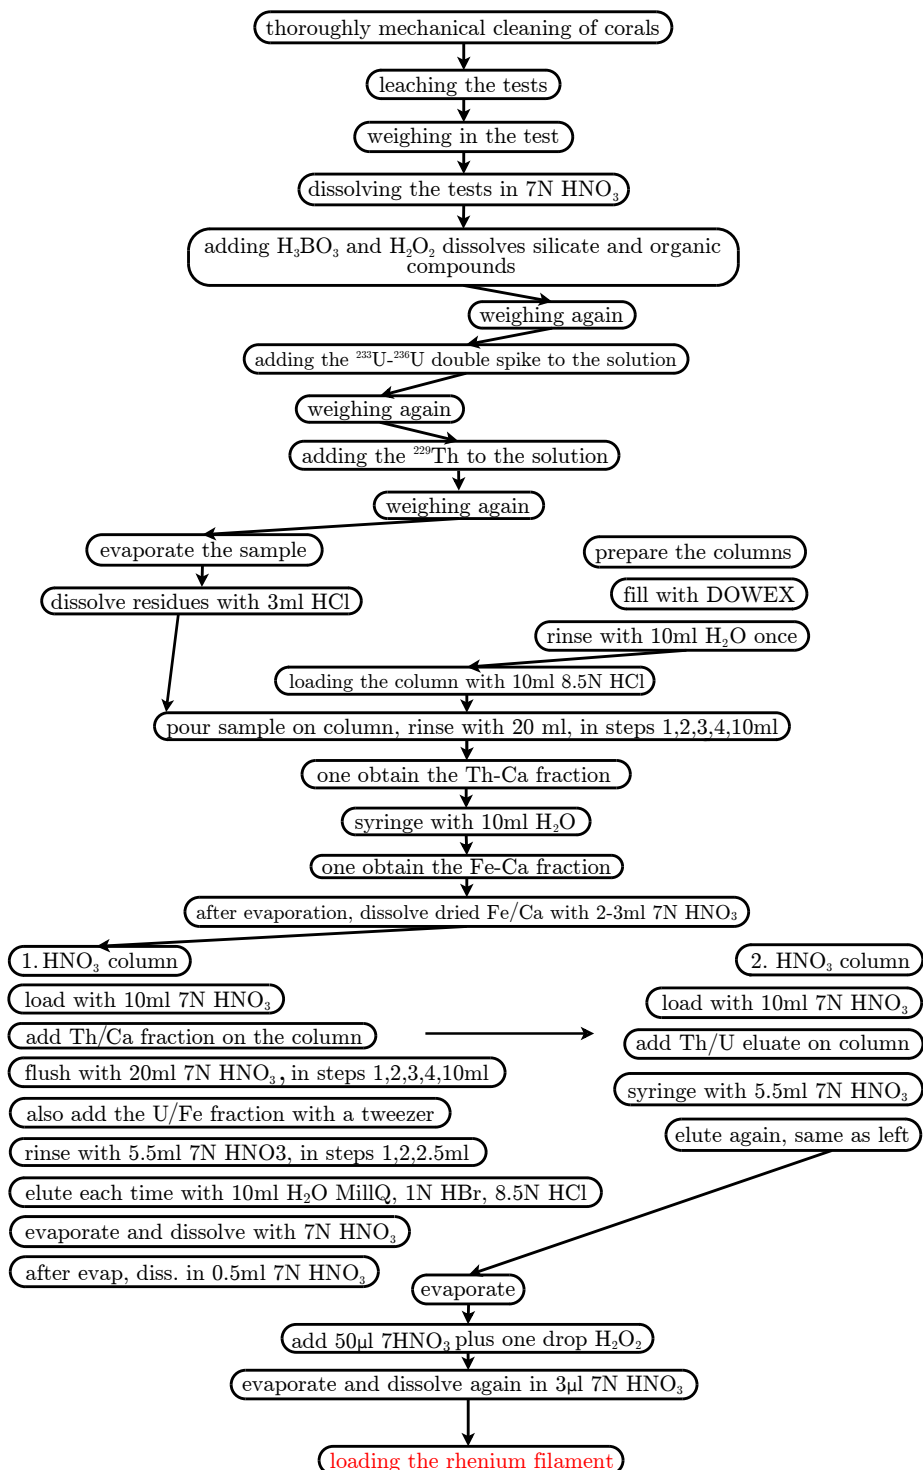 thoroughly mechanical cleaning of corals
leaching the tests
weighing in the test
dissolving the tests in 7N HNO₃
adding H₃BO₃ and H₂O₂ dissolves silicate and organic
compounds
weighing again
adding the ²³³U-²³⁶U double spike to the solution
weighing again
adding the ²²⁹Th to the solution
weighing again
evaporate the sample
dissolve residues with 3ml HCl
prepare the columns
fill with DOWEX
rinse with 10ml H₂O once
loading the column with 10ml 8.5N HCl
pour sample on column, rinse with 20 ml, in steps 1,2,3,4,10ml
one obtain the Th-Ca fraction
syringe with 10ml H₂O
one obtain the Fe-Ca fraction
after evaporation, dissolve dried Fe/Ca with 2-3ml 7N HNO₃
1. HNO₃ column
load with 10ml 7N HNO₃
add Th/Ca fraction on the column
flush with 20ml 7N HNO₃, in steps 1,2,3,4,10ml
also add the U/Fe fraction with a tweezer
rinse with 5.5ml 7N HNO3, in steps 1,2,2.5ml
elute each time with 10ml H₂O MillQ, 1N HBr, 8.5N HCl
evaporate and dissolve with 7N HNO₃
after evap, diss. in 0.5ml 7N HNO₃
2. HNO₃ column
load with 10ml 7N HNO₃
add Th/U eluate on column
syringe with 5.5ml 7N HNO₃
elute again, same as left
evaporate
add 50µl 7HNO₃ plus one drop H₂O₂
evaporate and dissolve again in 3µl 7N HNO₃
loading the rhenium filament